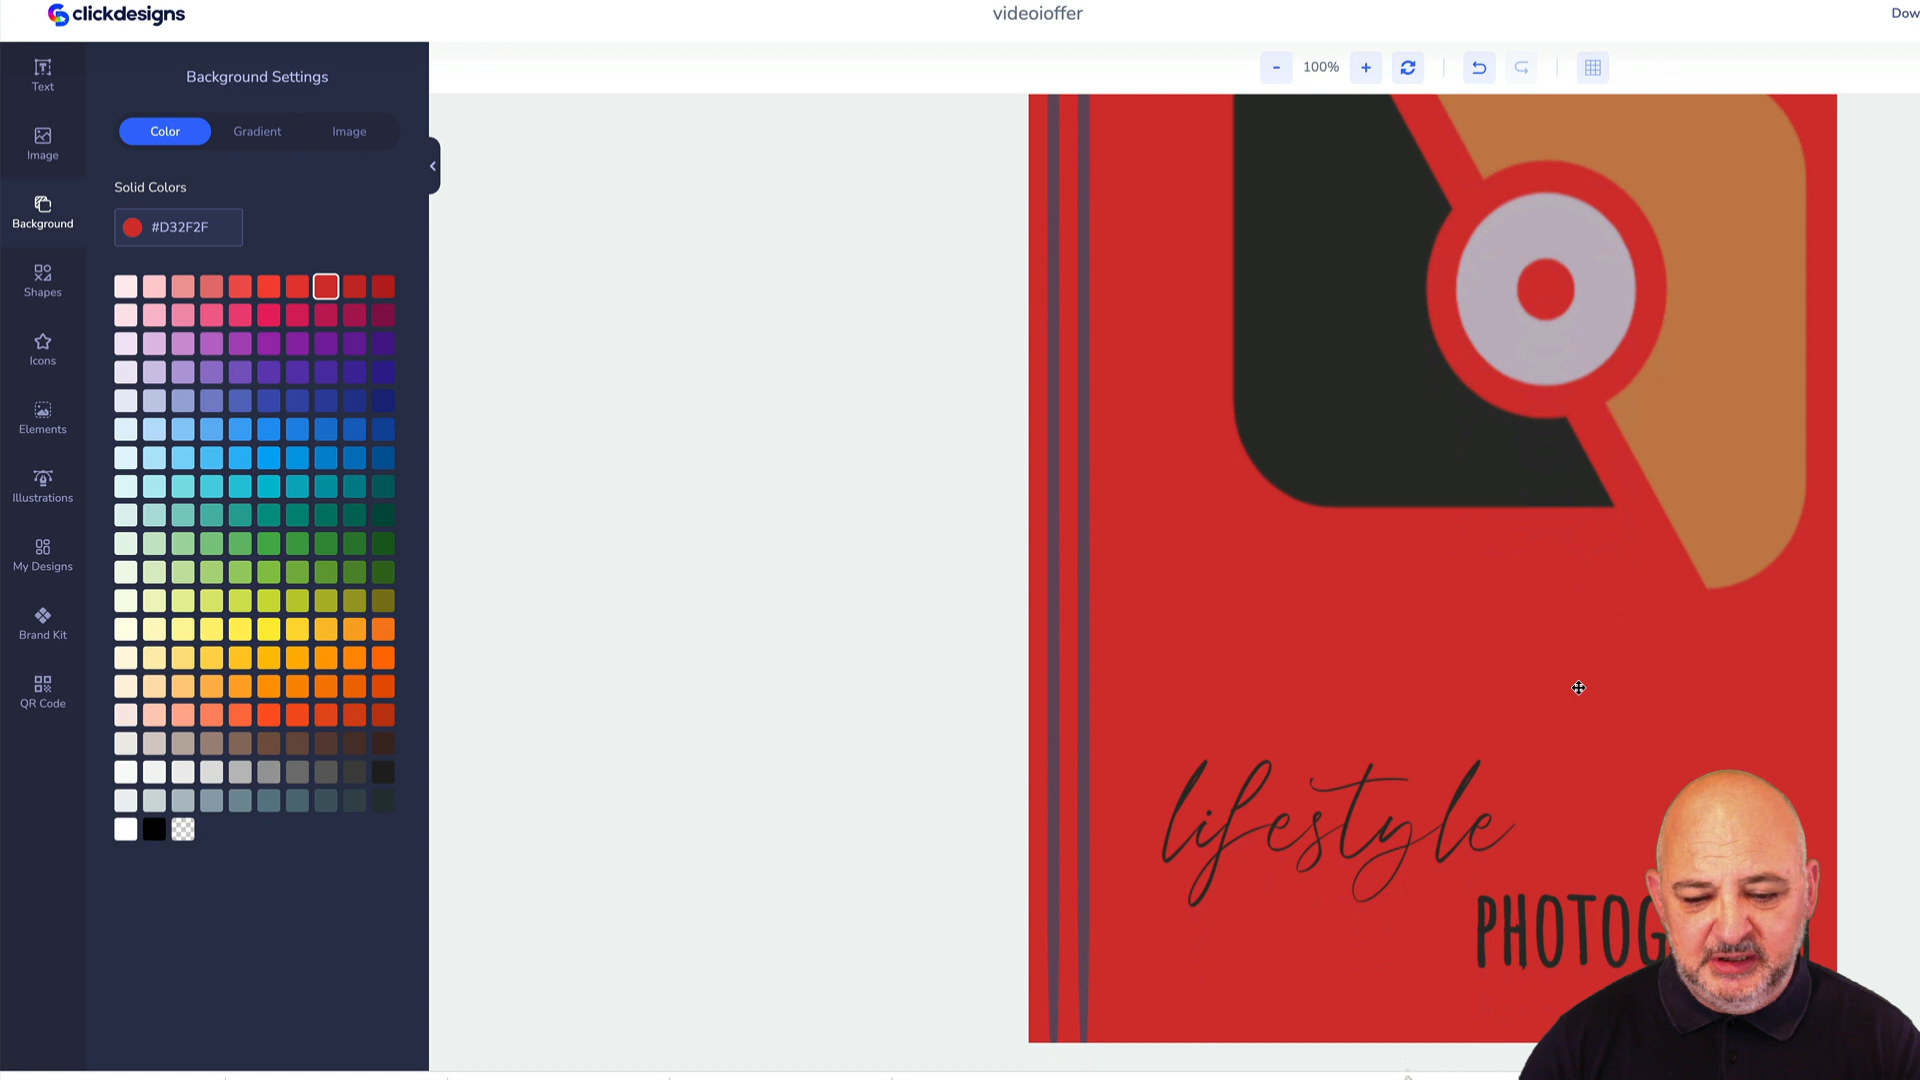 clickdesigns
videoioffer
Dow
Text
Image
Background
Shapes
Icons
Elements
Illustrations
My Designs
Brand Kit
QR Code
Background Settings
Color Gradient Image
Solid Colors
#D32F2F
- 100% +
lifestyle
PHOTOG